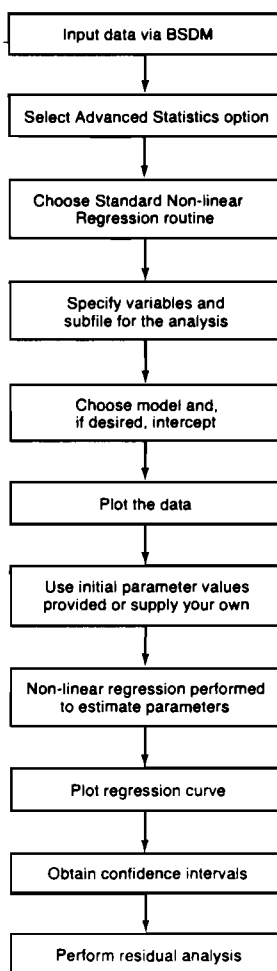 Input data via BSDM
Select Advanced Statistics option
Choose Standard Non-linear
Regression routine
Specify variables and
subfile for the analysis
Choose model and,
if desired, intercept
Plot the data
Use initial parameter values
provided or supply your own
Non-linear regression performed
to estimate parameters
Plot regression curve
Obtain confidence intervals
Perform residual analysis